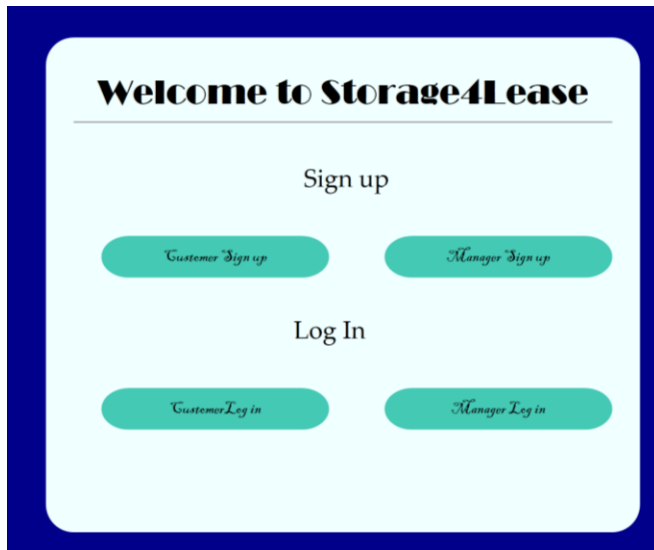 Welcome to Storage4Lease
Sign up
Customer Sign up
Manager Sign up
Log In
CustomerLog in
Manager Log in